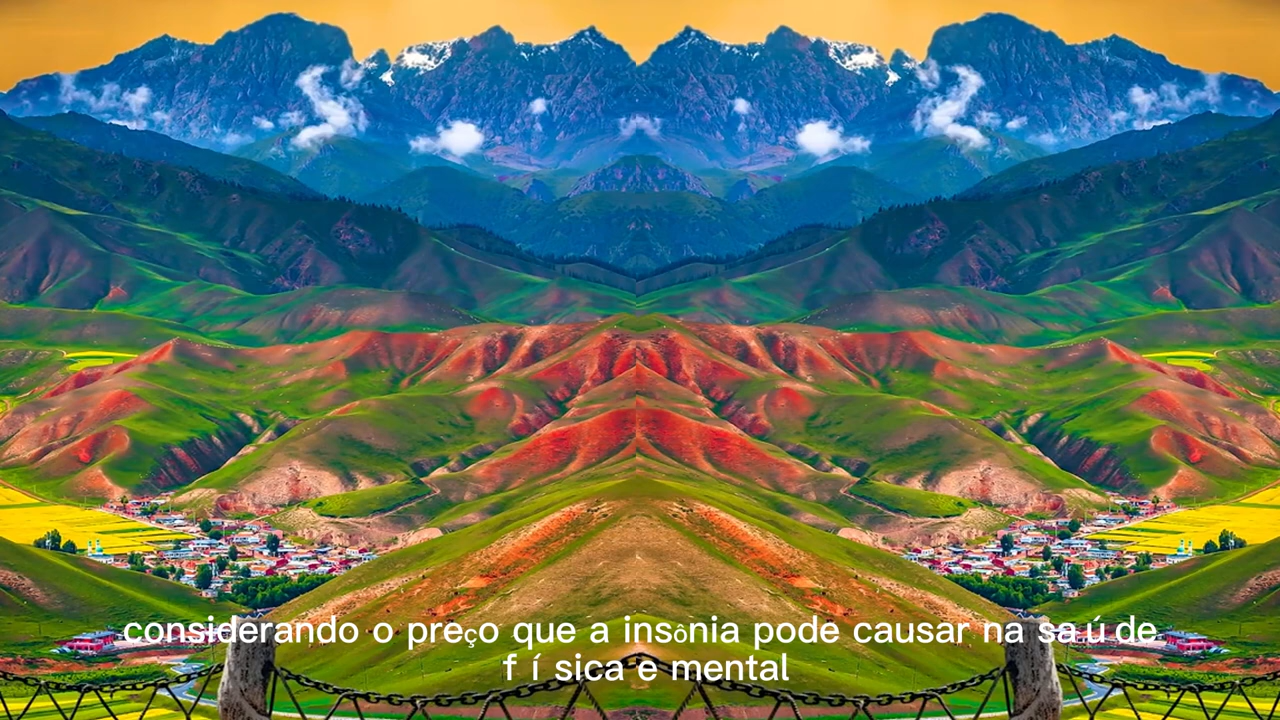 considerando o preço que a insônia pode causar na saúde
física e mental